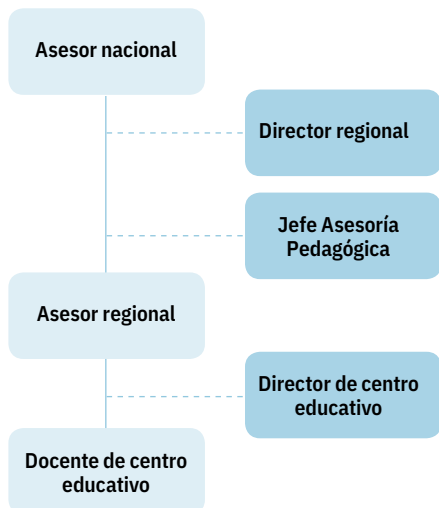 Asesor nacional
Director regional
Jefe Asesoría
Pedagógica
Asesor regional
Director de centro
educativo
Docente de centro
educativo